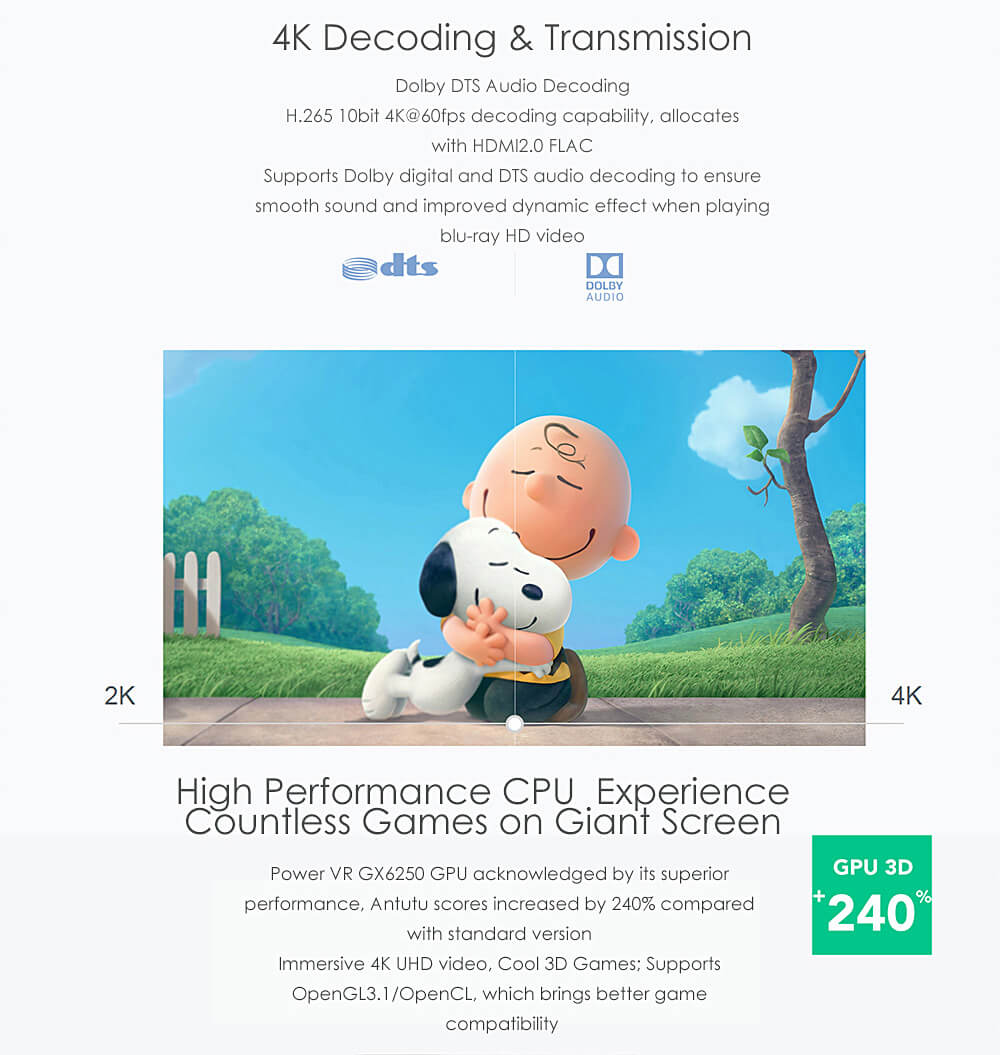 4K Decoding & Transmission
Dolby DTS Audio Decoding
H.265 10bit 4K@60fps decoding capability, allocates
with HDMI2.0 FLAC
Supports Dolby digital and DTS audio decoding to ensure
smooth sound and improved dynamic effect when playing
blu-ray HD video
dts
DOLBY
AUDIO
2K
4K
High Performance CPU Experience
Countless Games on Giant Screen
GPU 3D
+240%
Power VR GX6250 GPU acknowledged by its superior
performance, Antutu scores increased by 240% compared
with standard version
Immersive 4K UHD video, Cool 3D Games; Supports
OpenGL3.1/OpenCL, which brings better game
compatibility